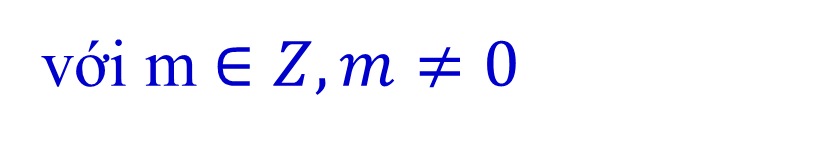 với m ∈ Z, m ≠ 0